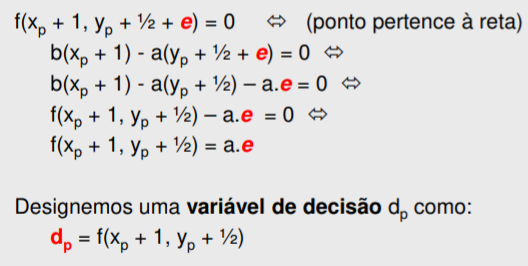 f(xₚ + 1, yₚ + ½ + e) = 0 ⇔ (ponto pertence à reta)
b(xₚ + 1) - a(yₚ + ½ + e) = 0 ⇔
b(xₚ + 1) - a(yₚ + ½) – a.e = 0 ⇔
f(xₚ + 1, yₚ + ½) – a.e = 0 ⇔
f(xₚ + 1, yₚ + ½) = a.e
Designemos uma variável de decisão dₚ como:
dₚ = f(xₚ + 1, yₚ + ½)